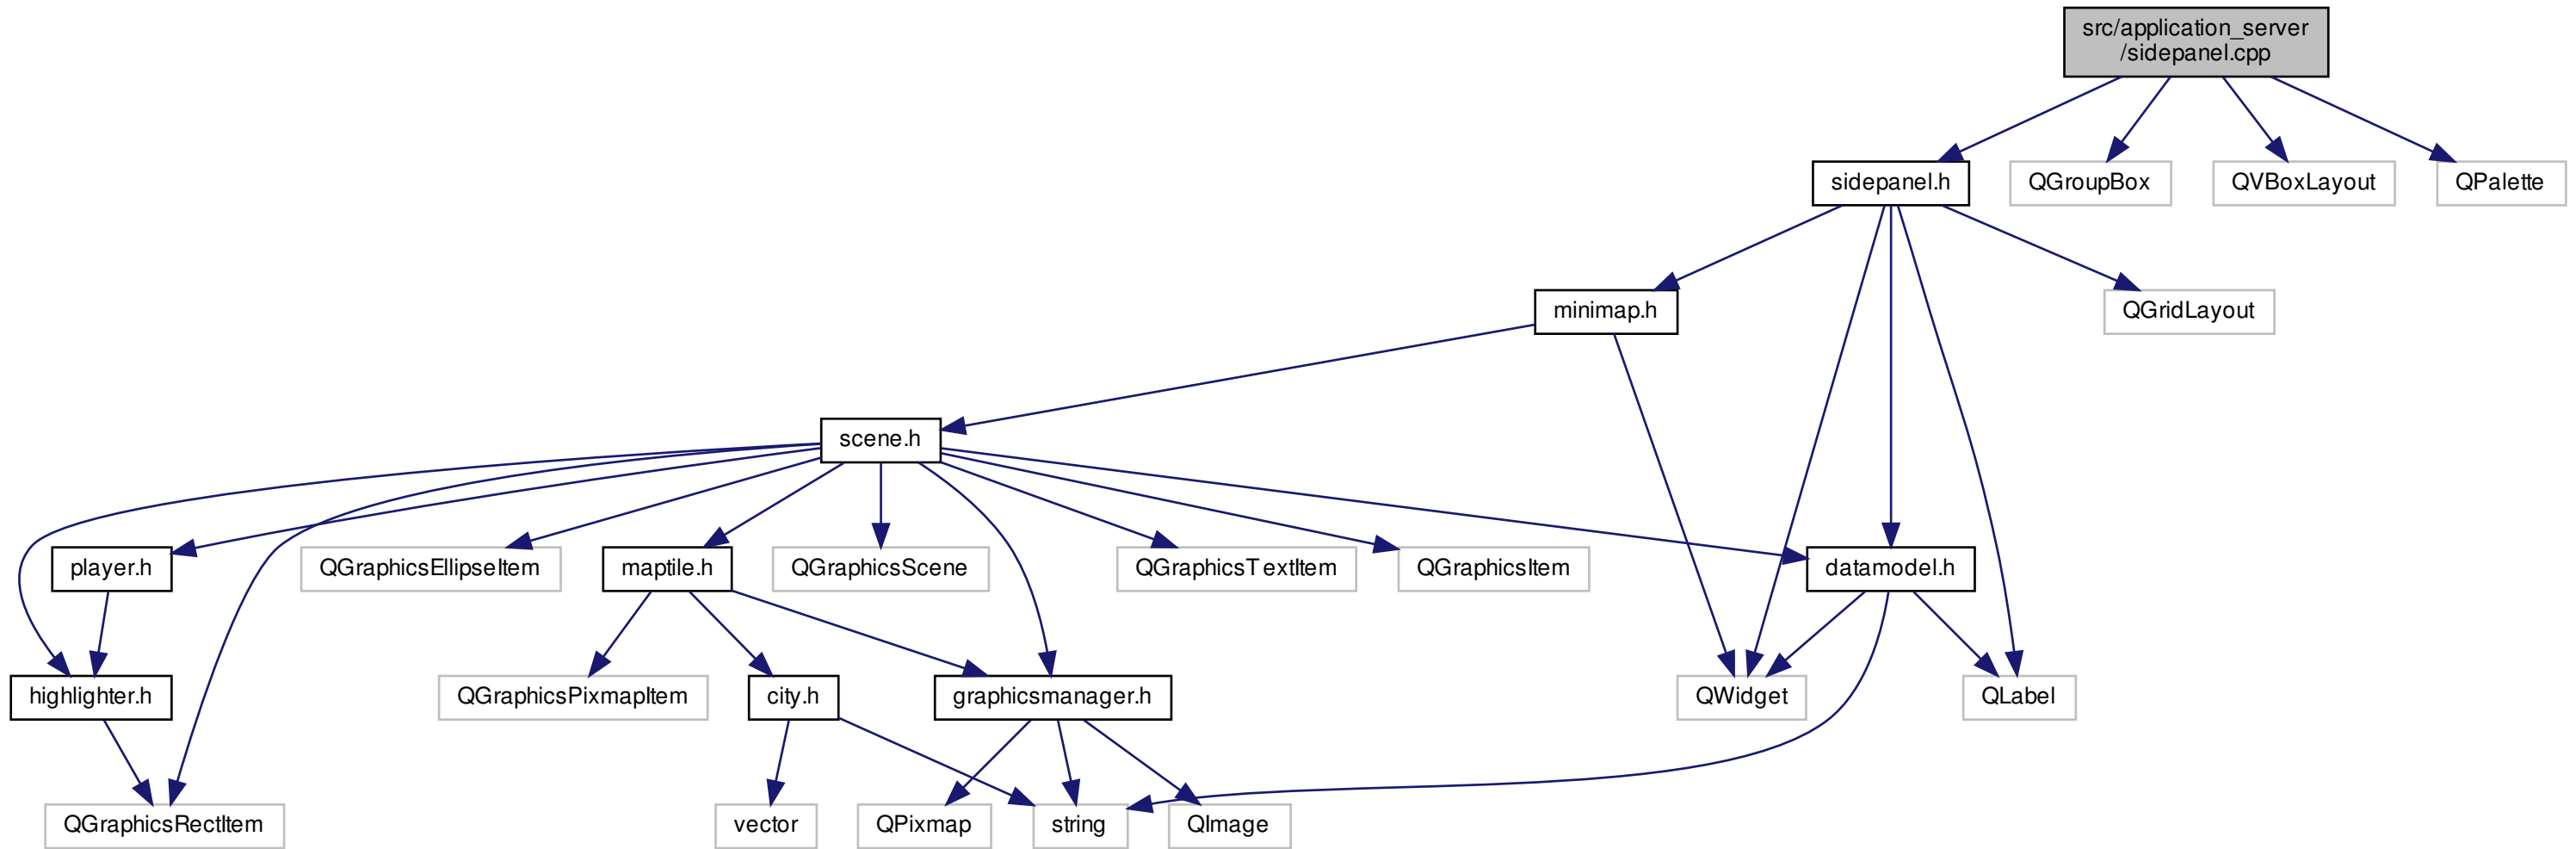 src/application_server
/sidepanel.cpp
sidepanel.h
QGroupBox
QVBoxLayout
QPalette
minimap.h
QGridLayout
scene.h
player.h
QGraphicsEllipseItem
maptile.h
QGraphicsScene
QGraphicsTextItem
QGraphicsItem
datamodel.h
highlighter.h
QGraphicsPixmapItem
city.h
graphicsmanager.h
QWidget
QLabel
QGraphicsRectItem
vector
QPixmap
string
QImage